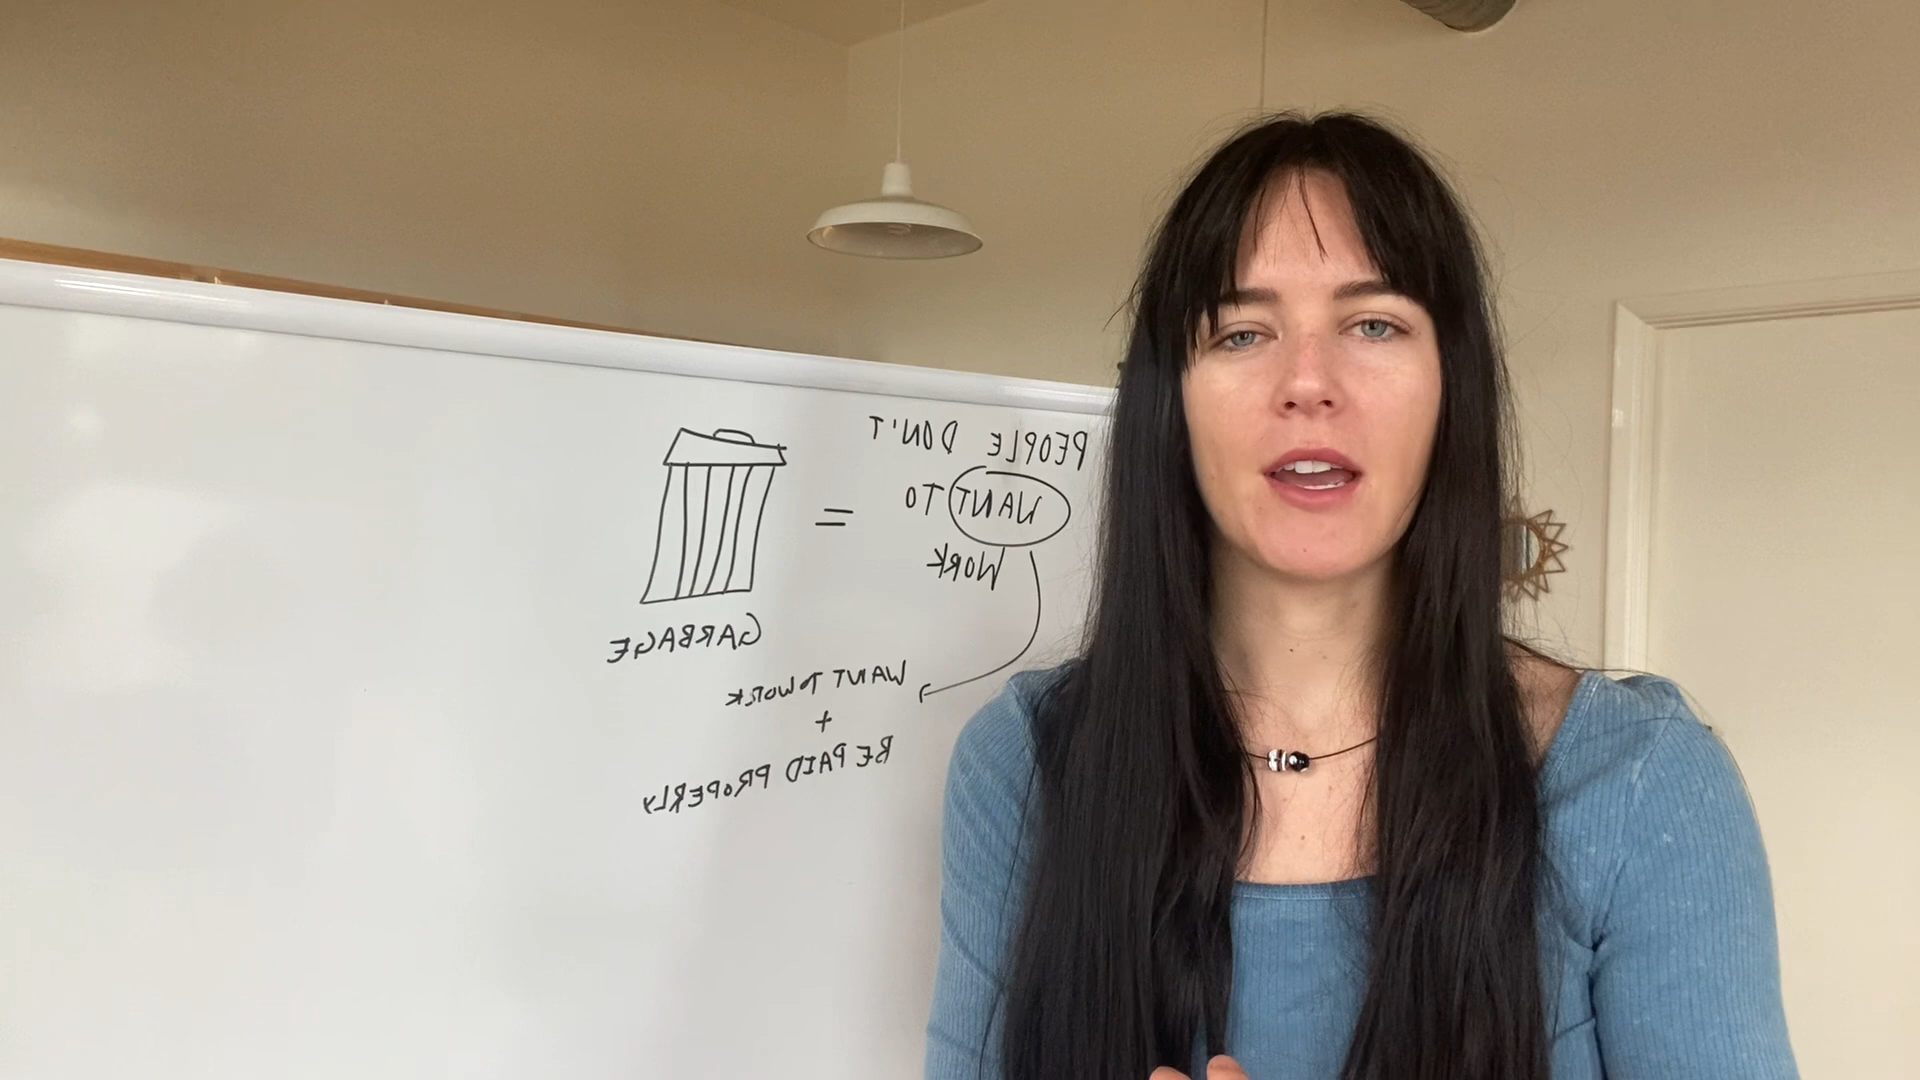 PEOPLE DON'T
WANT TO
WORK
=
GARBAGE
WANT TO WORK
+
BE PAID PROPERLY